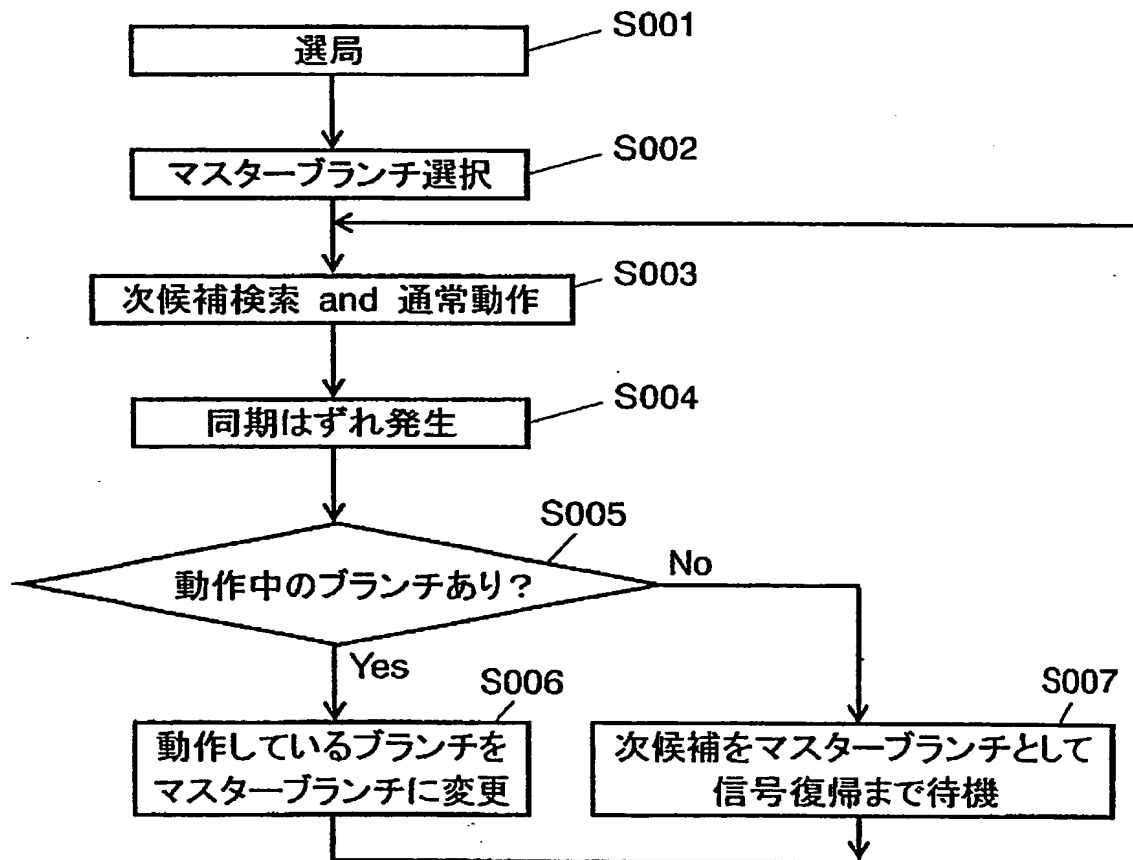 選局
S001
マスターブランチ選択
S002
次候補検索 and 通常動作
S003
同期はずれ発生
S004
動作中のブランチあり？
S005
No
Yes
S006
動作しているブランチを
マスターブランチに変更
S007
次候補をマスターブランチとして
信号復帰まで待機